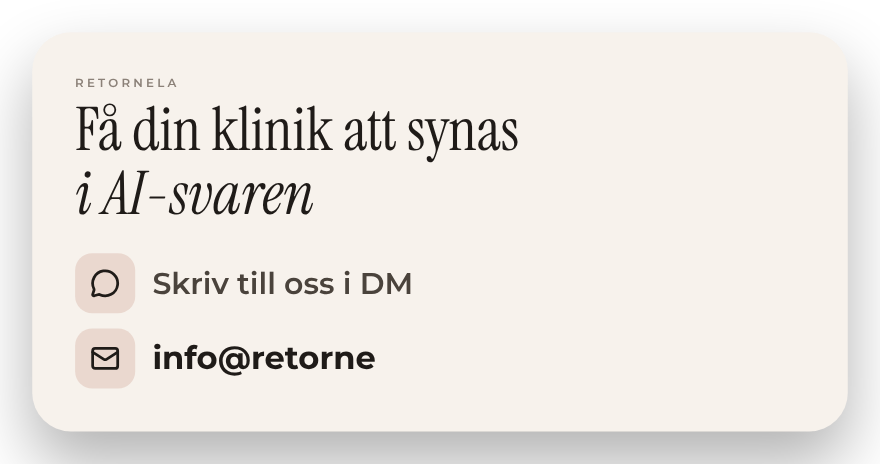 RETORNELA
Få din klinik att synas
i AI-svaren
Skriv till oss i DM
info@retorne